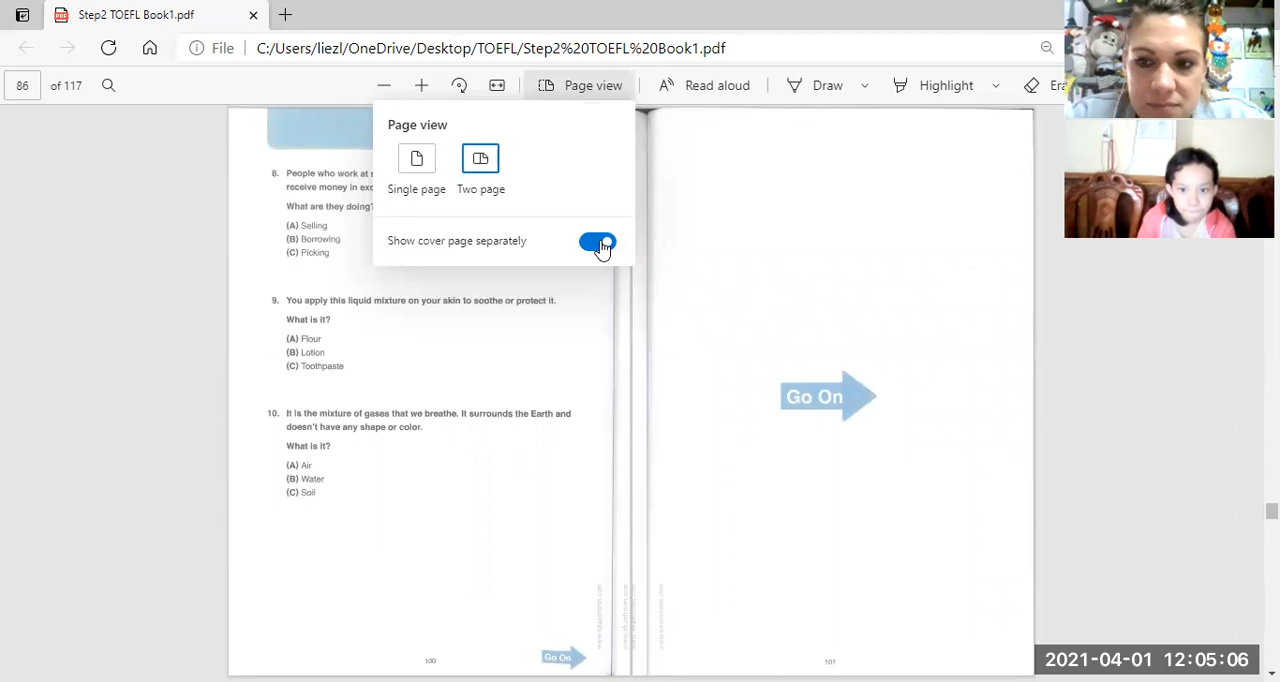 Step2 TOEFL Book1.pdf
File
C:/Users/liezl/OneDrive/Desktop/TOEFL/Step2%20TOEFL%20Book1.pdf
86 of 117
Page view
Read aloud
Draw
Highlight
Era
Page view
Single page
Two page
Show cover page separately
8. People who work at
receive money in exc
What are they doing?
(A) Selling
(B) Borrowing
(C) Picking
9. You apply this liquid mixture on your skin to soothe or protect it.
What is it?
(A) Flour
(B) Lotion
(C) Toothpaste
10. It is the mixture of gases that we breathe. It surrounds the Earth and
doesn't have any shape or color.
What is it?
(A) Air
(B) Water
(C) Soil
100
Go On
Go On
101
2021-04-01 12:05:06